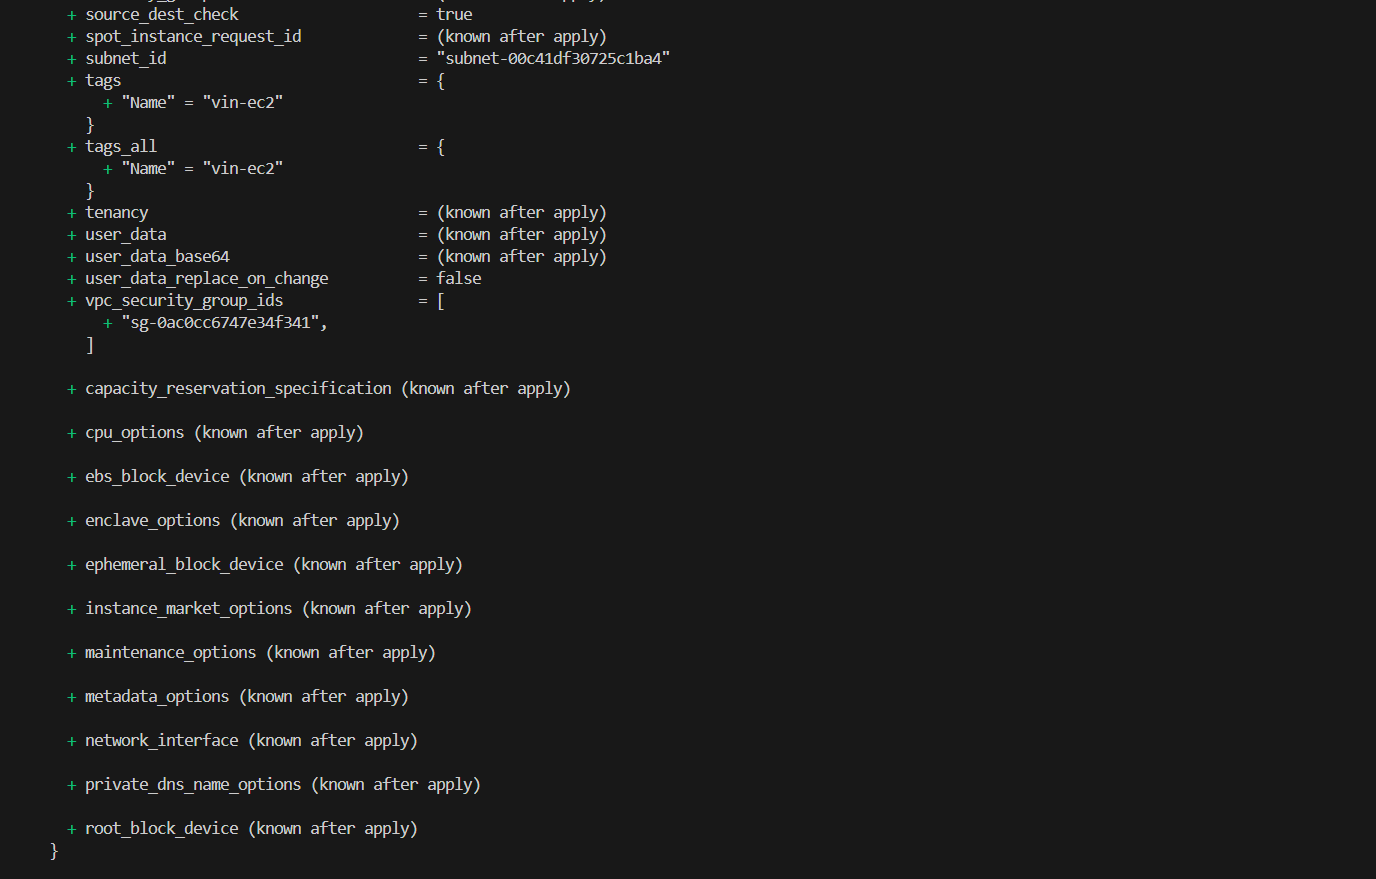 + source_dest_check = true
+ spot_instance_request_id = (known after apply)
+ subnet_id = "subnet-00c41df30725c1ba4"
+ tags = {
+ "Name" = "vin-ec2"
}
+ tags_all = {
+ "Name" = "vin-ec2"
}
+ tenancy = (known after apply)
+ user_data = (known after apply)
+ user_data_base64 = (known after apply)
+ user_data_replace_on_change = false
+ vpc_security_group_ids = [
+ "sg-0ac0cc6747e34f341",
]
+ capacity_reservation_specification (known after apply)
+ cpu_options (known after apply)
+ ebs_block_device (known after apply)
+ enclave_options (known after apply)
+ ephemeral_block_device (known after apply)
+ instance_market_options (known after apply)
+ maintenance_options (known after apply)
+ metadata_options (known after apply)
+ network_interface (known after apply)
+ private_dns_name_options (known after apply)
+ root_block_device (known after apply)
}